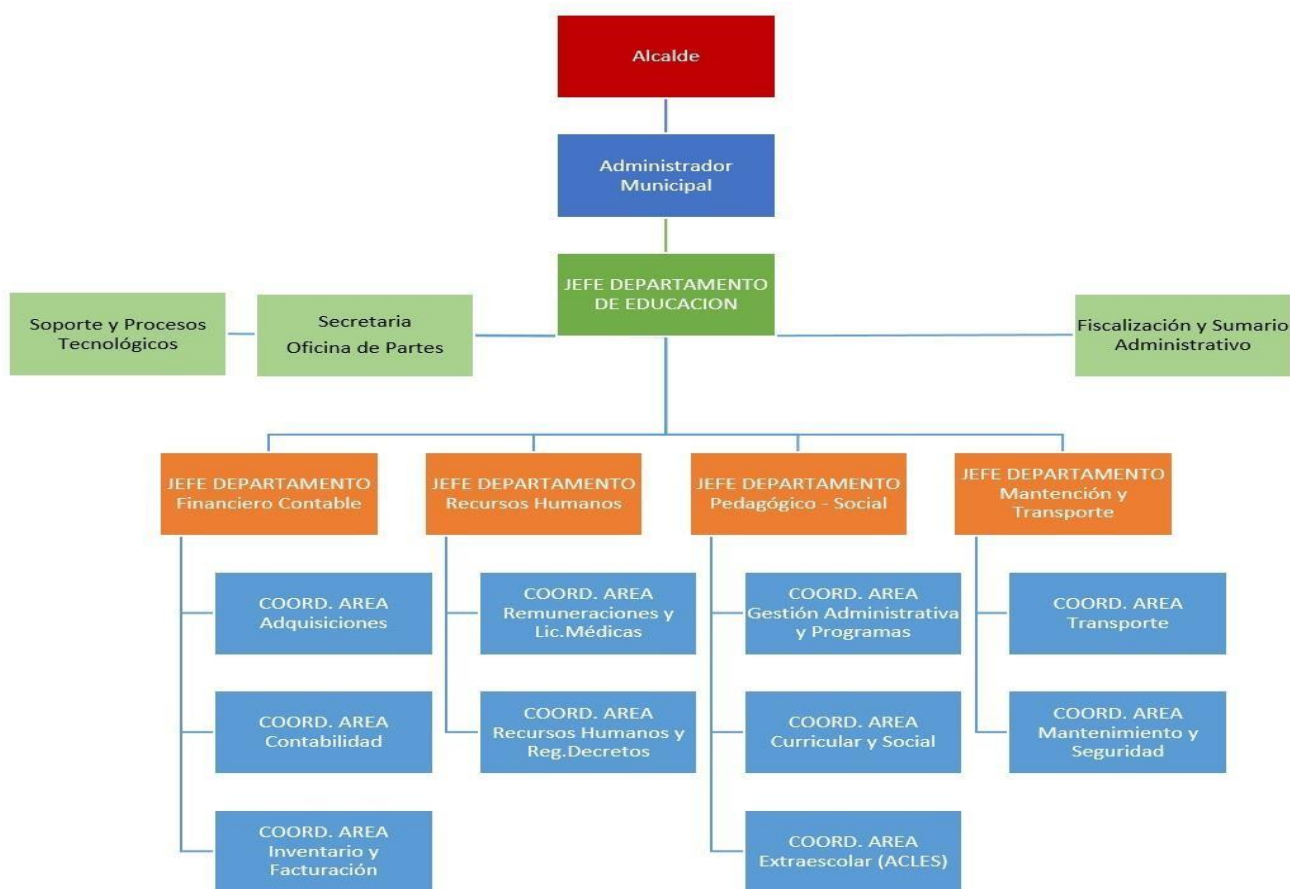 Alcalde
Administrador
Municipal
JEFE DEPARTAMENTO
DE EDUCACION
Soporte y Procesos
Tecnológicos
Secretaria
Oficina de Partes
Fiscalización y Sumario
Administrativo
JEFE DEPARTAMENTO
Financiero Contable
JEFE DEPARTAMENTO
Recursos Humanos
JEFE DEPARTAMENTO
Pedagógico - Social
JEFE DEPARTAMENTO
Mantención y
Transporte
COORD. AREA
Adquisiciones
COORD. AREA
Remuneraciones y
Lic.Médicas
COORD. AREA
Gestión Administrativa
y Programas
COORD. AREA
Transporte
COORD. AREA
Contabilidad
COORD. AREA
Recursos Humanos y
Reg.Decretos
COORD. AREA
Curricular y Social
COORD. AREA
Mantenimiento y
Seguridad
COORD. AREA
Inventario y
Facturación
COORD. AREA
Extraescolar (ACLES)